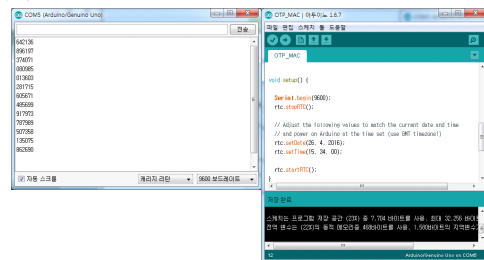 COM5 (Arduino/Genuino Uno)
전송
642136
896197
374071
080985
013603
281715
605671
485699
917973
787989
507358
135075
862690
자동 스크롤
캐리지 리턴
9600 보드레이트
OTP_MAC | 아두이노 1.6.7
파일 편집 스케치 툴 도움말
OTP_MAC
void setup() {
Serial.begin(9600);
rtc.stopRTC();
// Adjust the following values to match the current date and time
// and power on Arduino at the time set (use GMT timezone!)
rtc.setDate(26, 4, 2016);
rtc.setTime(15, 34, 00);
rtc.startRTC();
}
저장 완료.
스케치는 프로그램 저장 공간 (23%) 중 7,704 바이트를 사용. 최대 32,256 바이
전역 변수는 (22%)의 동적 메모리중 468바이트를 사용, 1,580바이트의 지역변수
12
Arduino/Genuino Uno on COM5